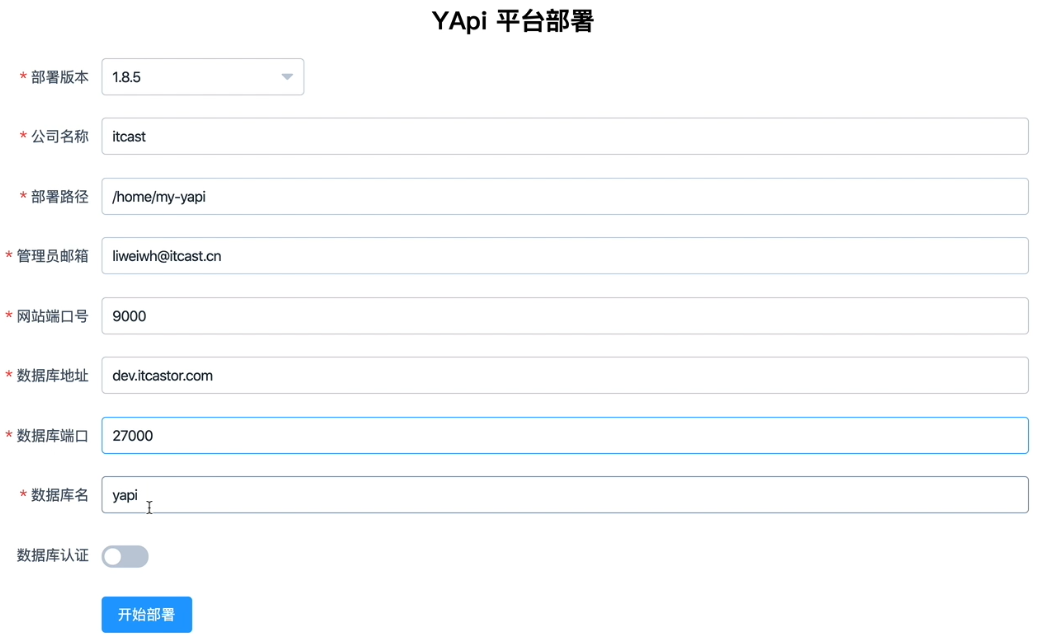 YApi 平台部署
* 部署版本 1.8.5
* 公司名称 itcast
* 部署路径 /home/my-yapi
* 管理员邮箱 liweiwh@itcast.cn
* 网站端口号 9000
* 数据库地址 dev.itcastor.com
* 数据库端口 27000
* 数据库名 yapi
数据库认证
开始部署